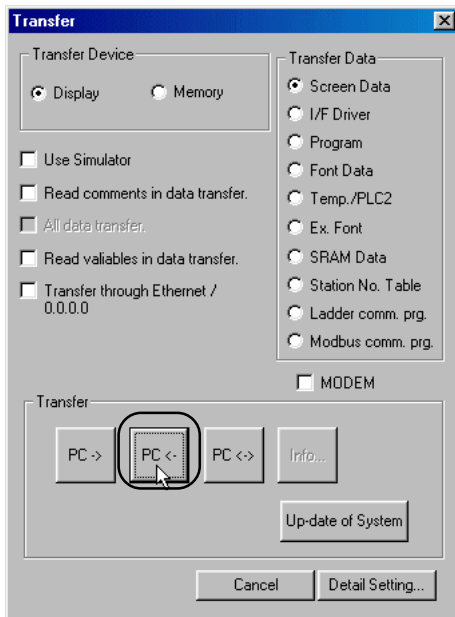 Transfer
Transfer Device
Display
Memory
Use Simulator
Read comments in data transfer.
All data transfer.
Read valiables in data transfer.
Transfer through Ethernet /
0.0.0.0
Transfer Data
Screen Data
I/F Driver
Program
Font Data
Temp./PLC2
Ex. Font
SRAM Data
Station No. Table
Ladder comm. prg.
Modbus comm. prg.
MODEM
Transfer
PC ->
PC <-
PC <->
Info...
Up-date of System
Cancel
Detail Setting...